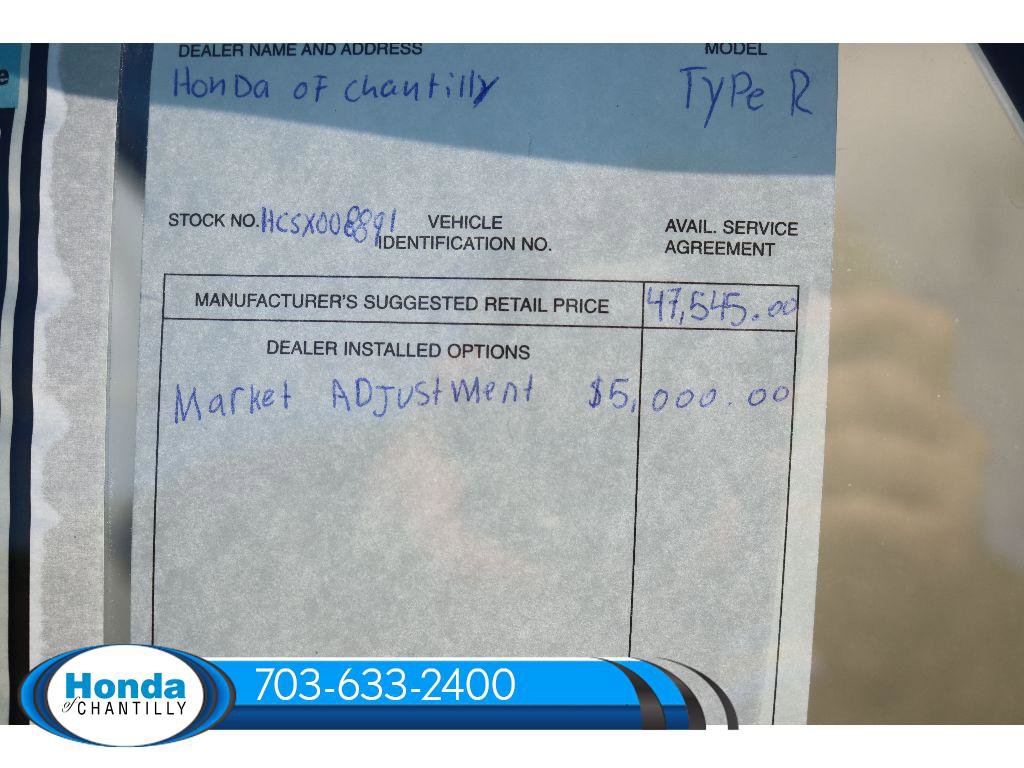 DEALER NAME AND ADDRESS MODEL
HonDa of Chantilly TyPe R
STOCK NO. HCSX008891 VEHICLE IDENTIFICATION NO. AVAIL. SERVICE AGREEMENT
MANUFACTURER'S SUGGESTED RETAIL PRICE 47,545.00
DEALER INSTALLED OPTIONS
Market ADJustMent $5,000.00
Honda of CHANTILLY 703-633-2400